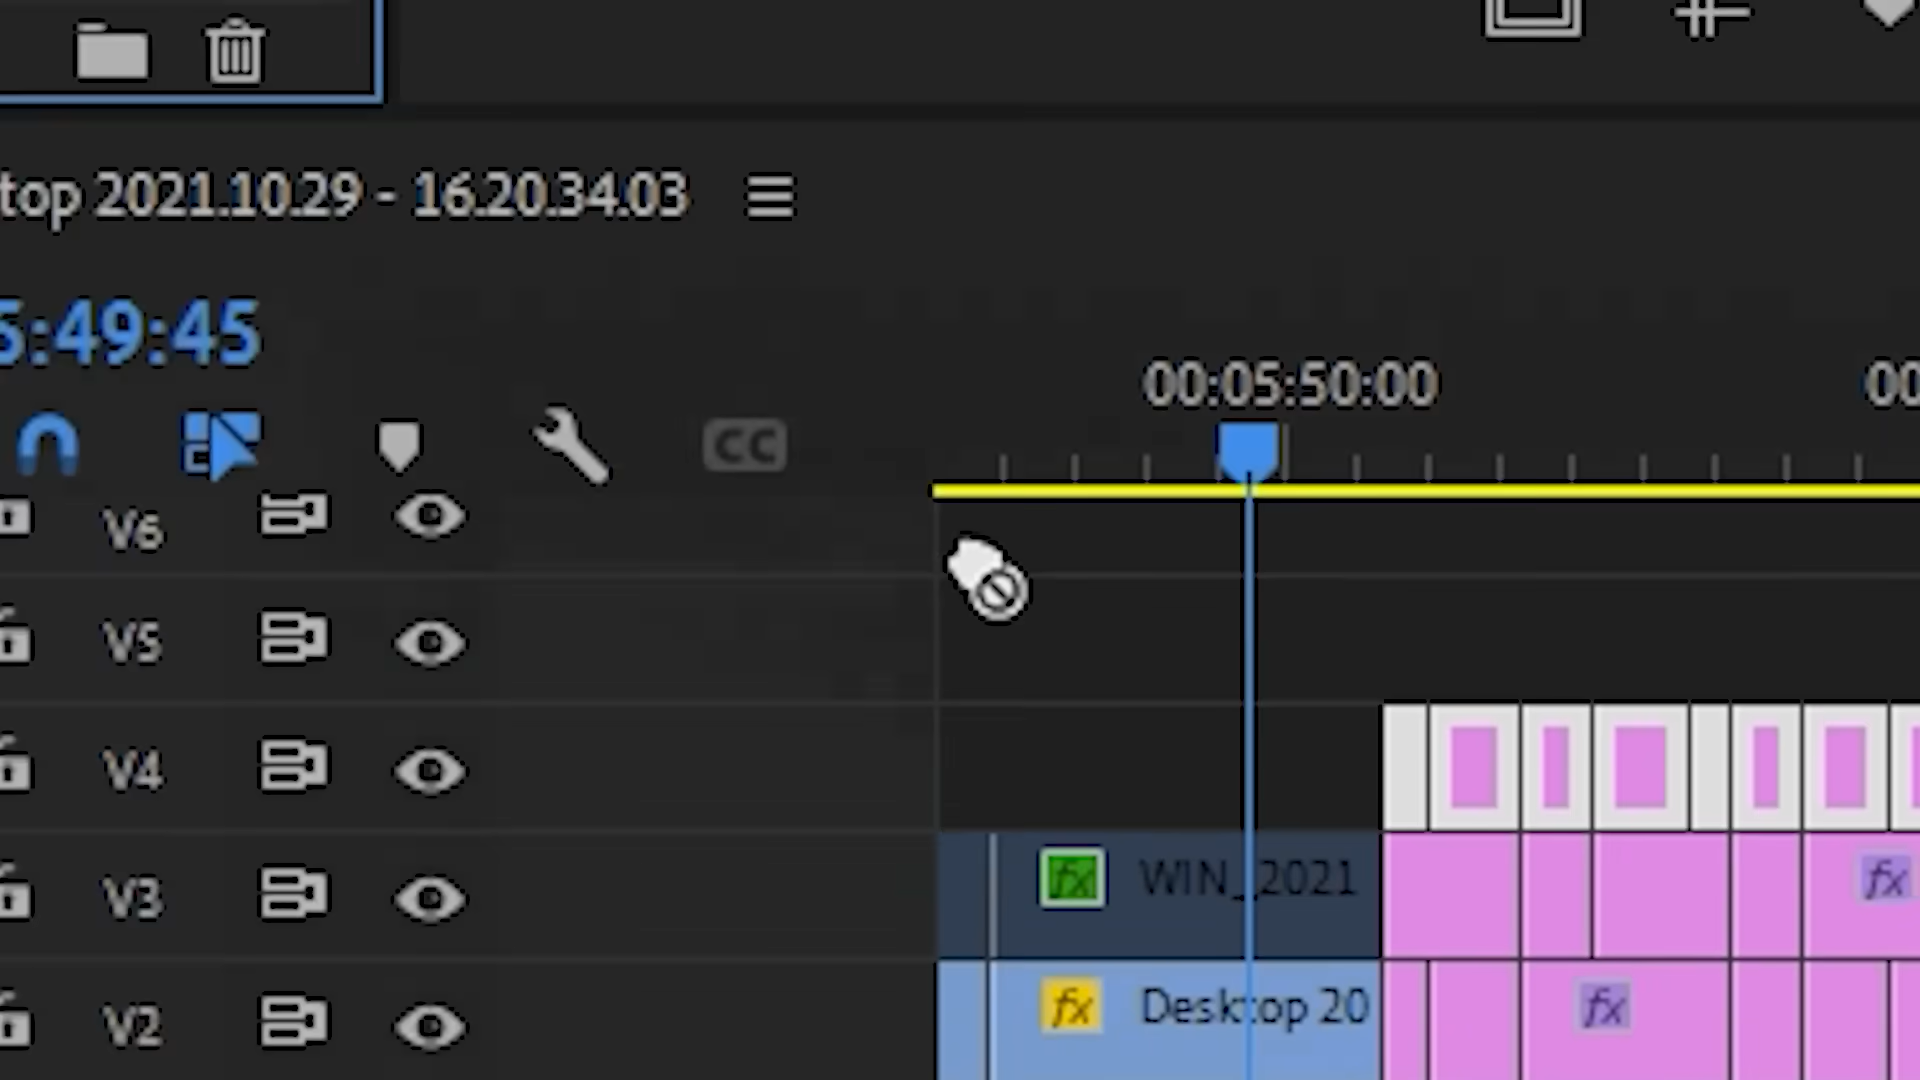 top 2021.10.29 - 16.20.34.03
5:49:45
00:05:50:00
00
CC
V6
V5
V4
V3
fx WIN_2021
fx
V2
fx Desktop 20
fx